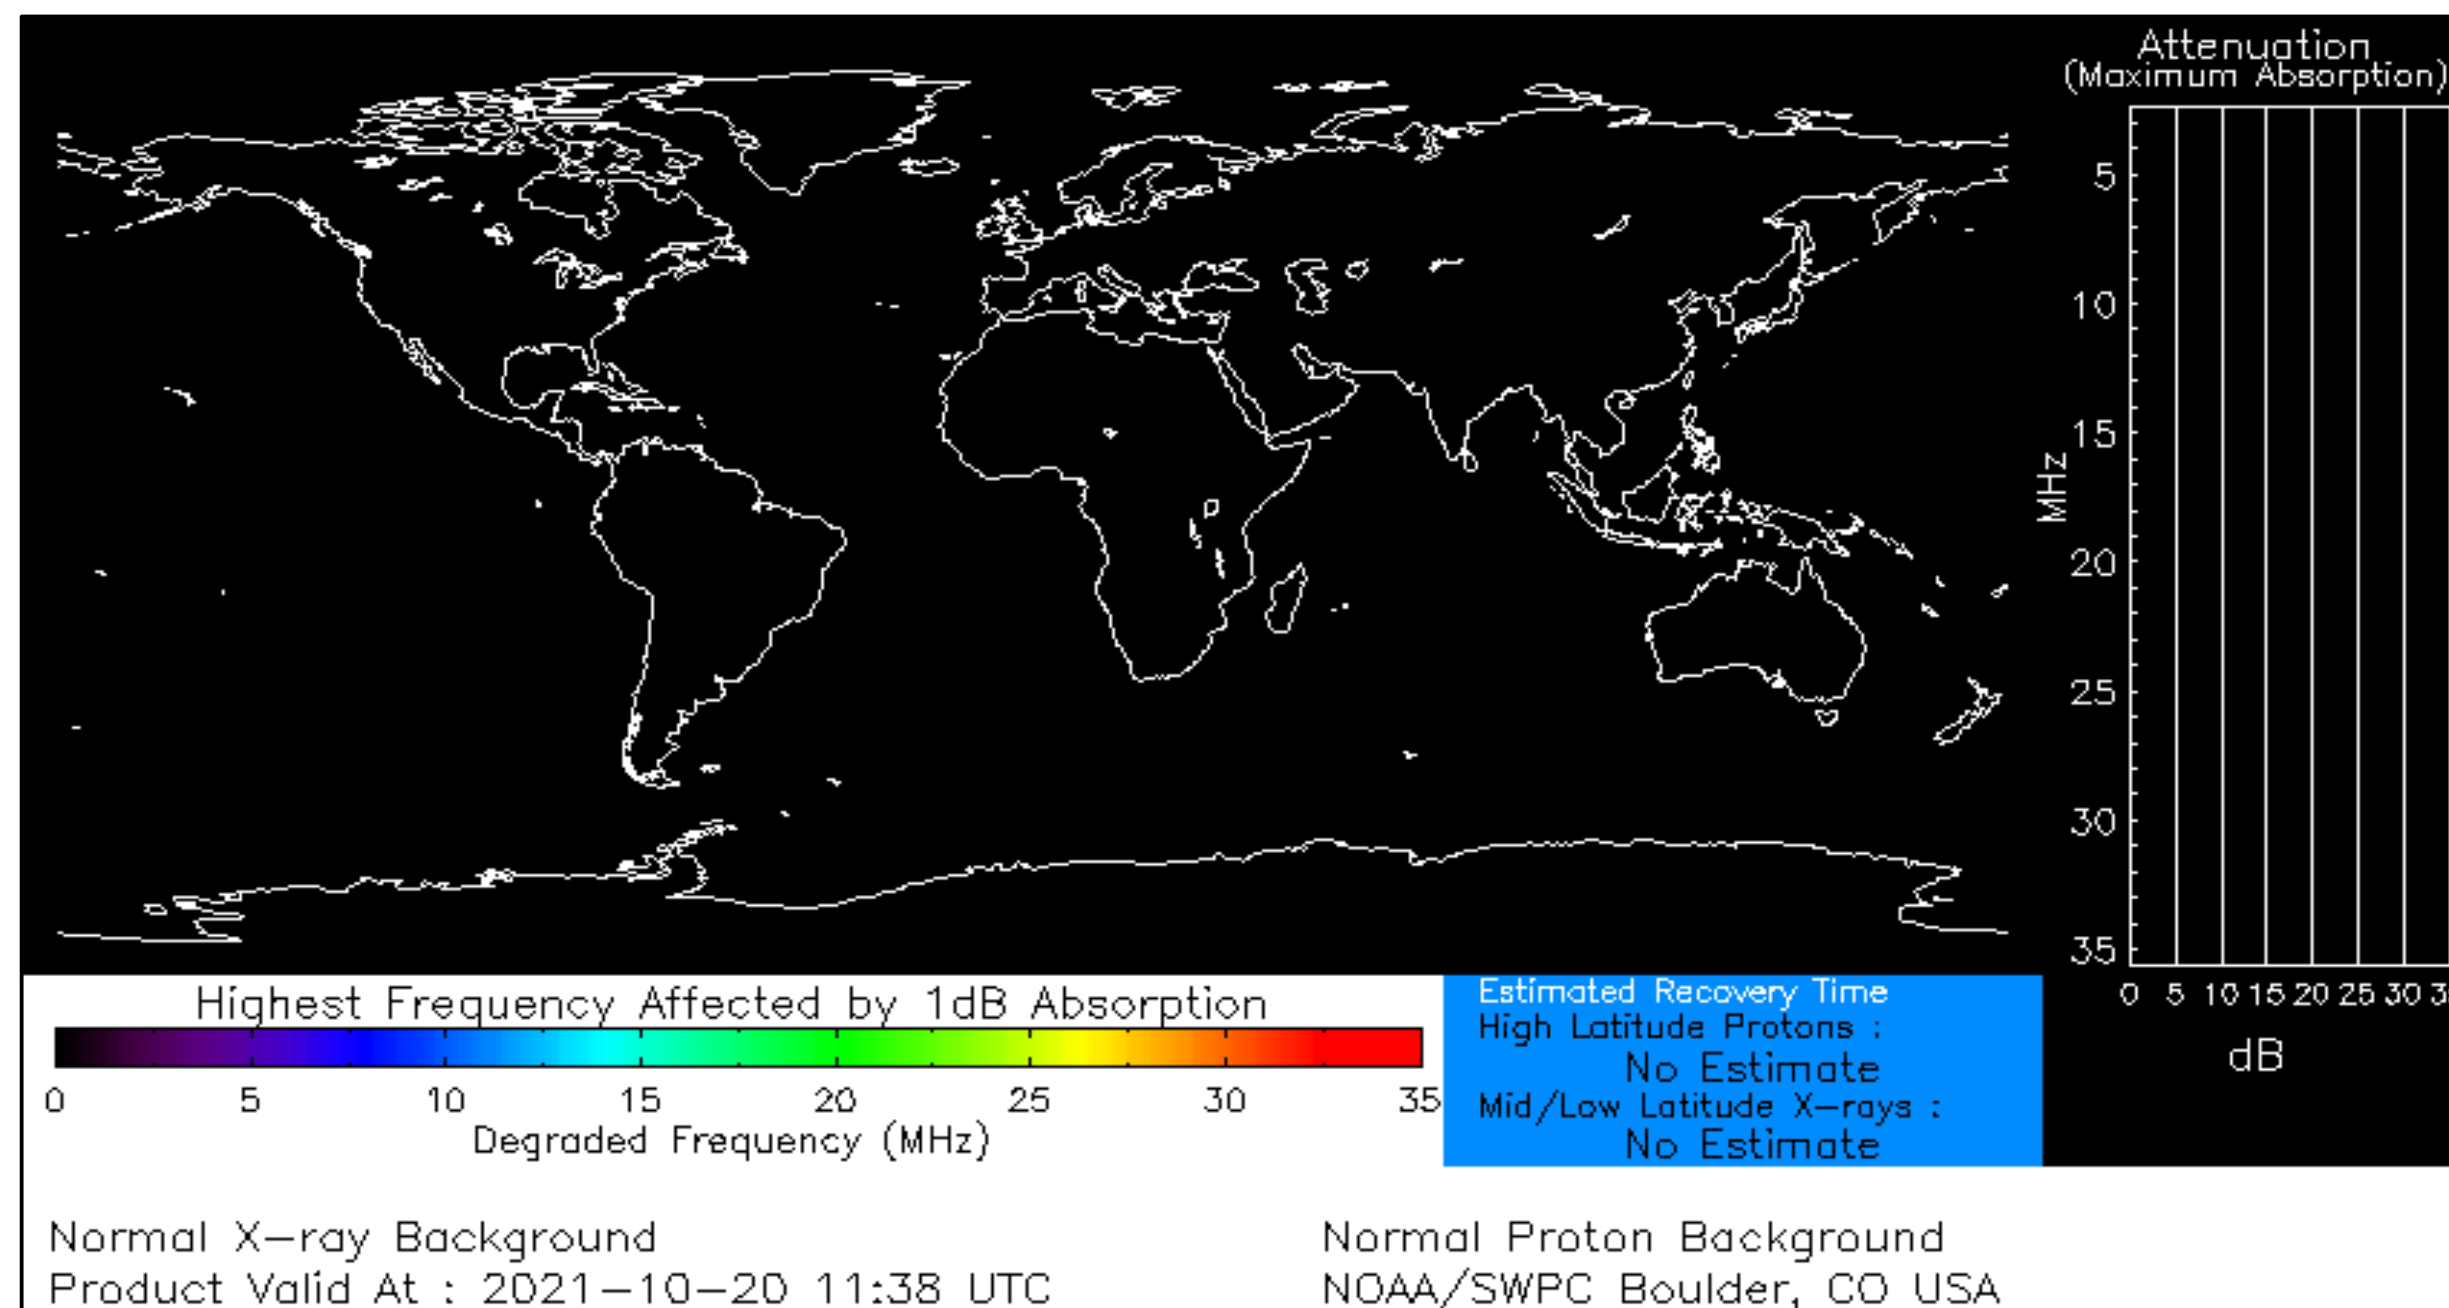 Attenuation
(Maximum Absorption)
5
10
15
20
25
30
35
MHz
0 5 10 15 20 25 30
dB
Highest Frequency Affected by 1dB Absorption
0 5 10 15 20 25 30 35
Degraded Frequency (MHz)
Estimated Recovery Time
High Latitude Protons :
No Estimate
Mid/Low Latitude X-rays :
No Estimate
Normal X-ray Background
Normal Proton Background
Product Valid At : 2021-10-20 11:38 UTC
NOAA/SWPC Boulder, CO USA